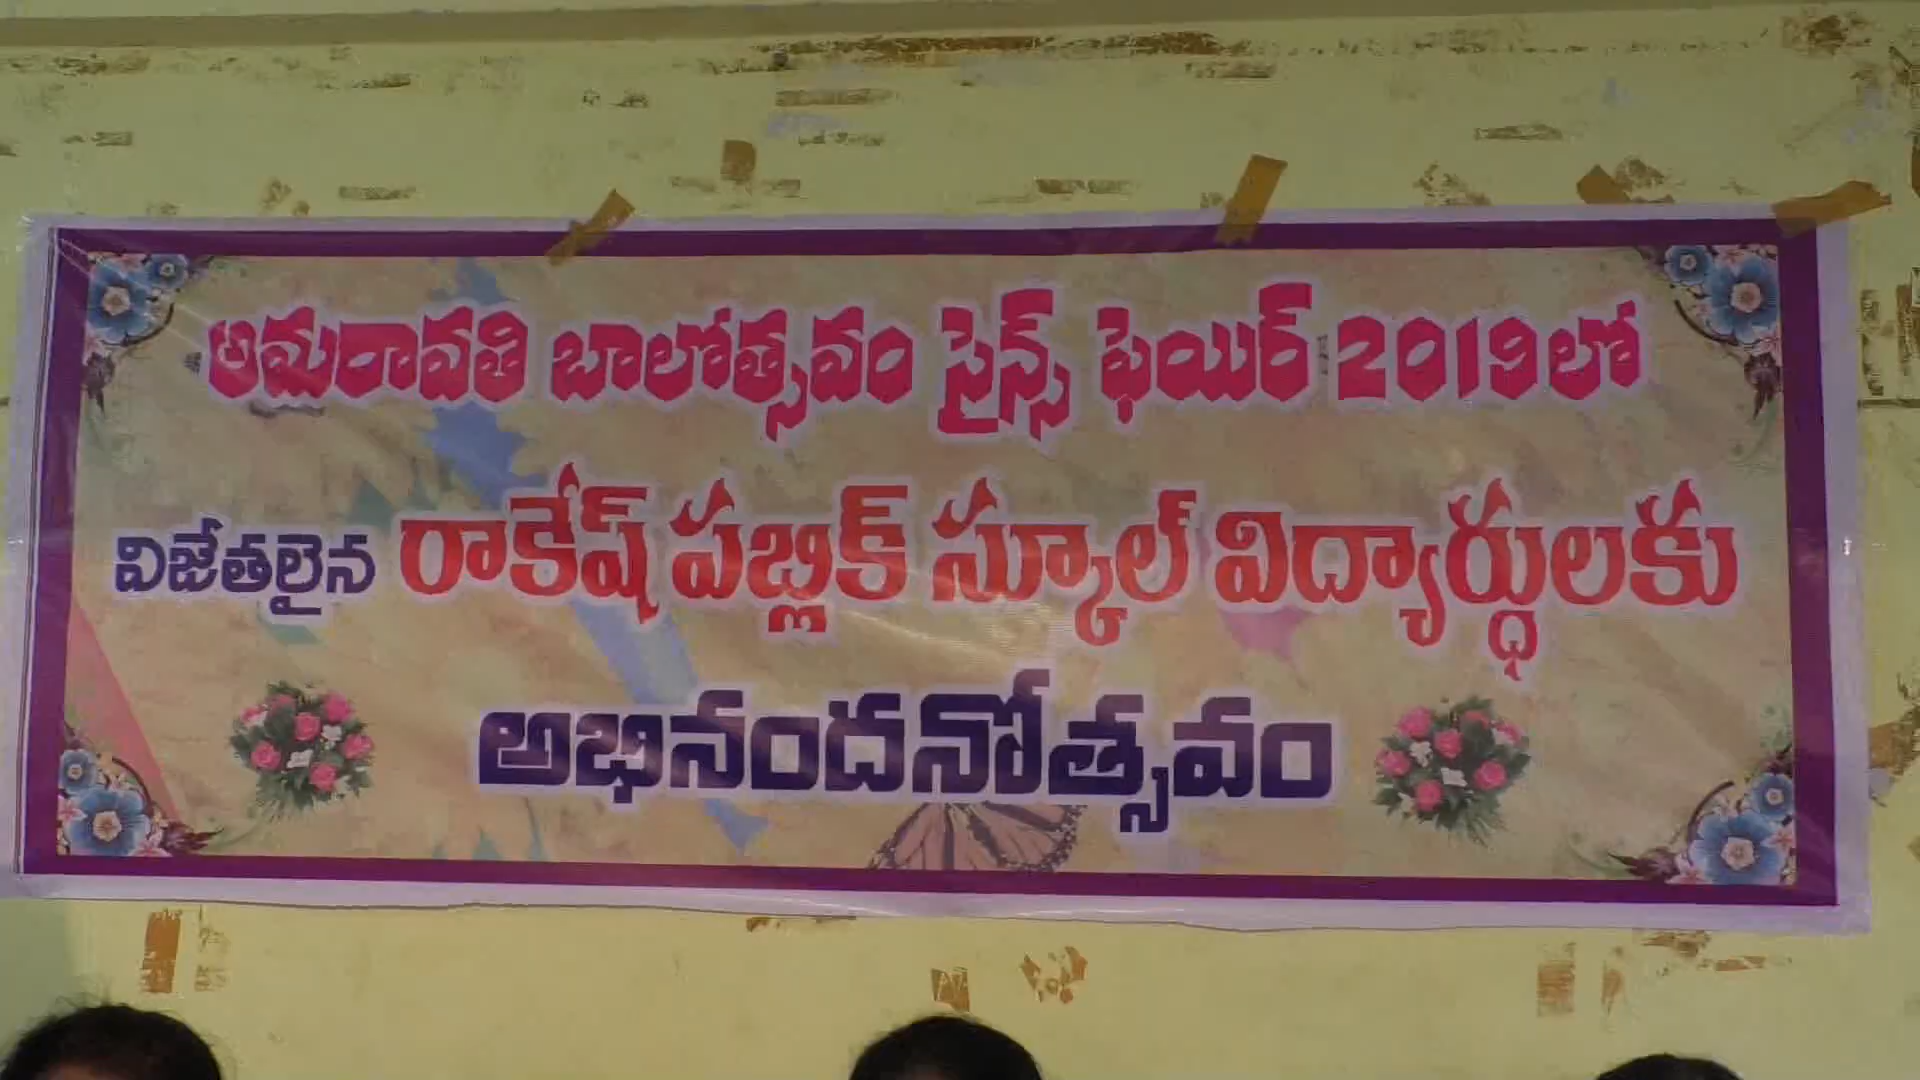 అమరావతి బాలోత్సవం సైన్స్ ఫెయిర్ 2019లో
విజేతలైన రాకేష్ పబ్లిక్ స్కూల్ విద్యార్ధులకు
అభినందనోత్సవం